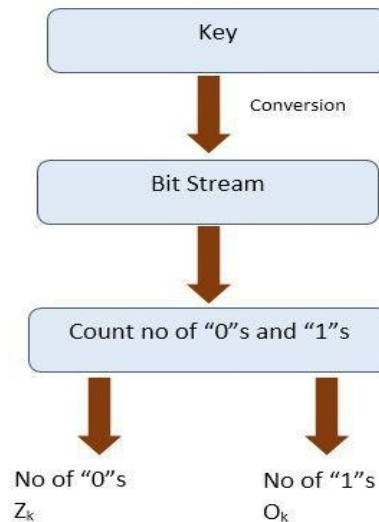 Key
Conversion
Bit Stream
Count no of “0”s and “1”s
No of “0”s
Zₖ
No of “1”s
Oₖ